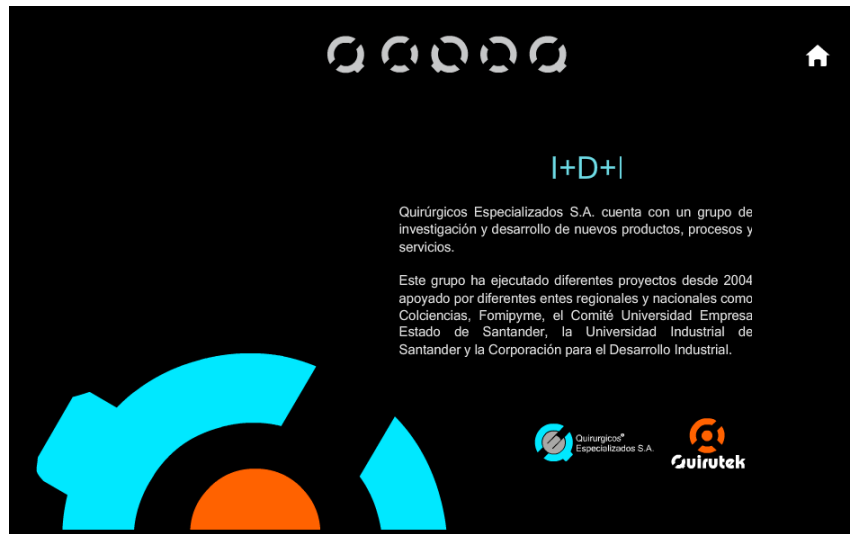 I+D+I
Quirúrgicos Especializados S.A. cuenta con un grupo de
investigación y desarrollo de nuevos productos, procesos y
servicios.
Este grupo ha ejecutado diferentes proyectos desde 2004
apoyado por diferentes entes regionales y nacionales como
Colciencias, Fomipyme, el Comité Universidad Empresa
Estado de Santander, la Universidad Industrial de
Santander y la Corporación para el Desarrollo Industrial.
Quirurgicos®
Especializados S.A.
Quirutek